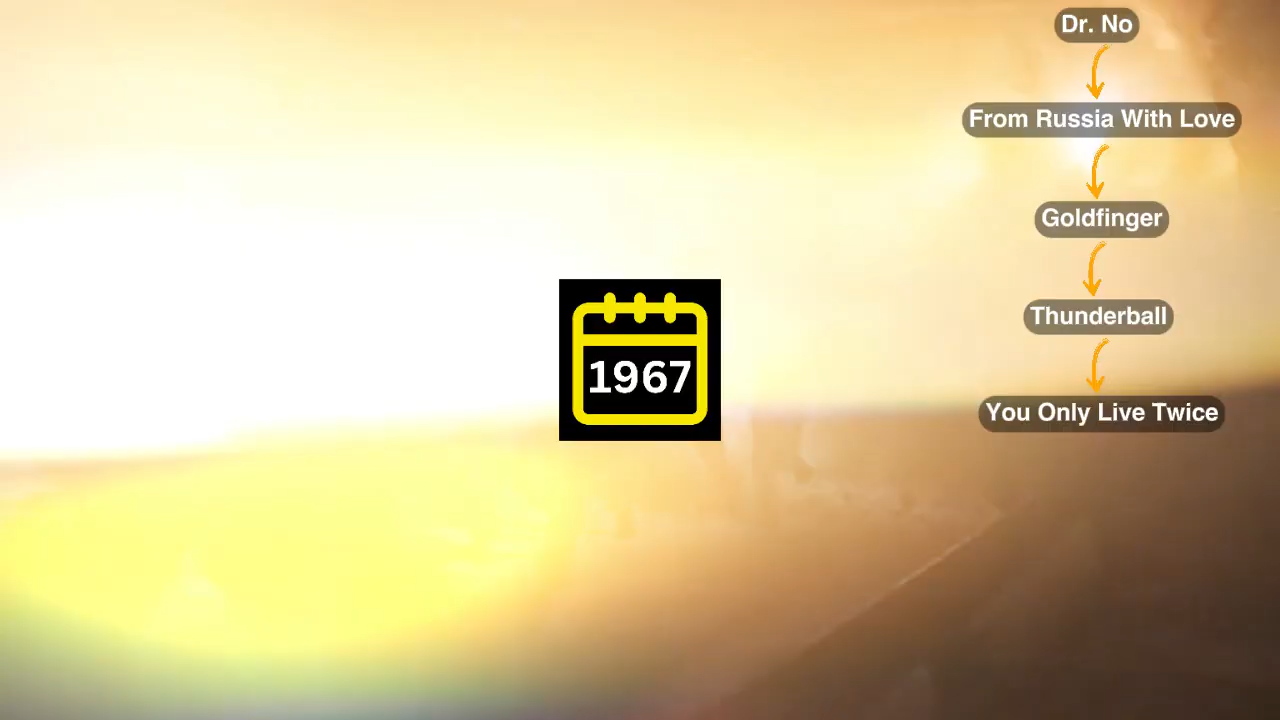 Dr. No
From Russia With Love
Goldfinger
Thunderball
You Only Live Twice
1967